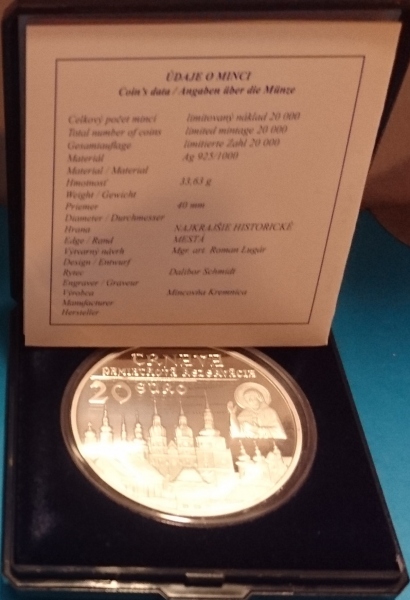 ÚDAJE O MINCI
Coin's data / Angaben über die Münze
Celkový počet mincí limitovaný náklad 20 000
Total number of coins limited mintage 20 000
Gesamtauflage limitierte Zahl 20 000
Materiál Ag 925/1000
Material / Material
Hmotnosť 33,63 g
Weight / Gewicht
Priemer 40 mm
Diameter / Durchmesser
Hrana NAJKRAJŠIE HISTORICKÉ
Edge / Rand MESTÁ
Výtvarný návrh Mgr. art. Roman Lugár
Design / Entwurf
Rytec Dalibor Schmidt
Engraver / Graveur
Výrobca Mincovňa Kremnica
Manufacturer
Hersteller
20 EURO